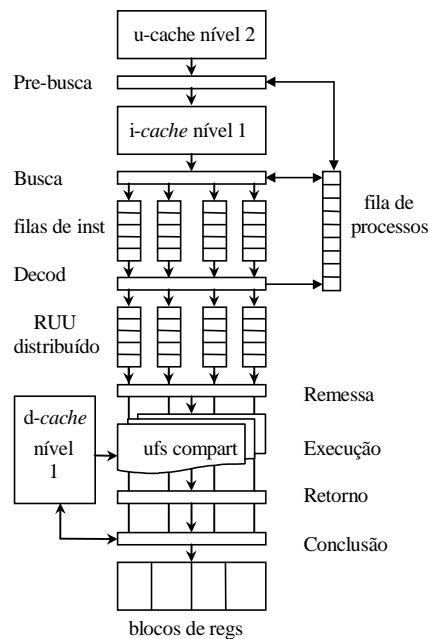 u-cache nível 2
Pre-busca
i-cache nível 1
Busca
filas de inst
fila de
processos
Decod
RUU
distribuído
Remessa
d-cache
nível
1
ufs compart
Execução
Retorno
Conclusão
blocos de regs